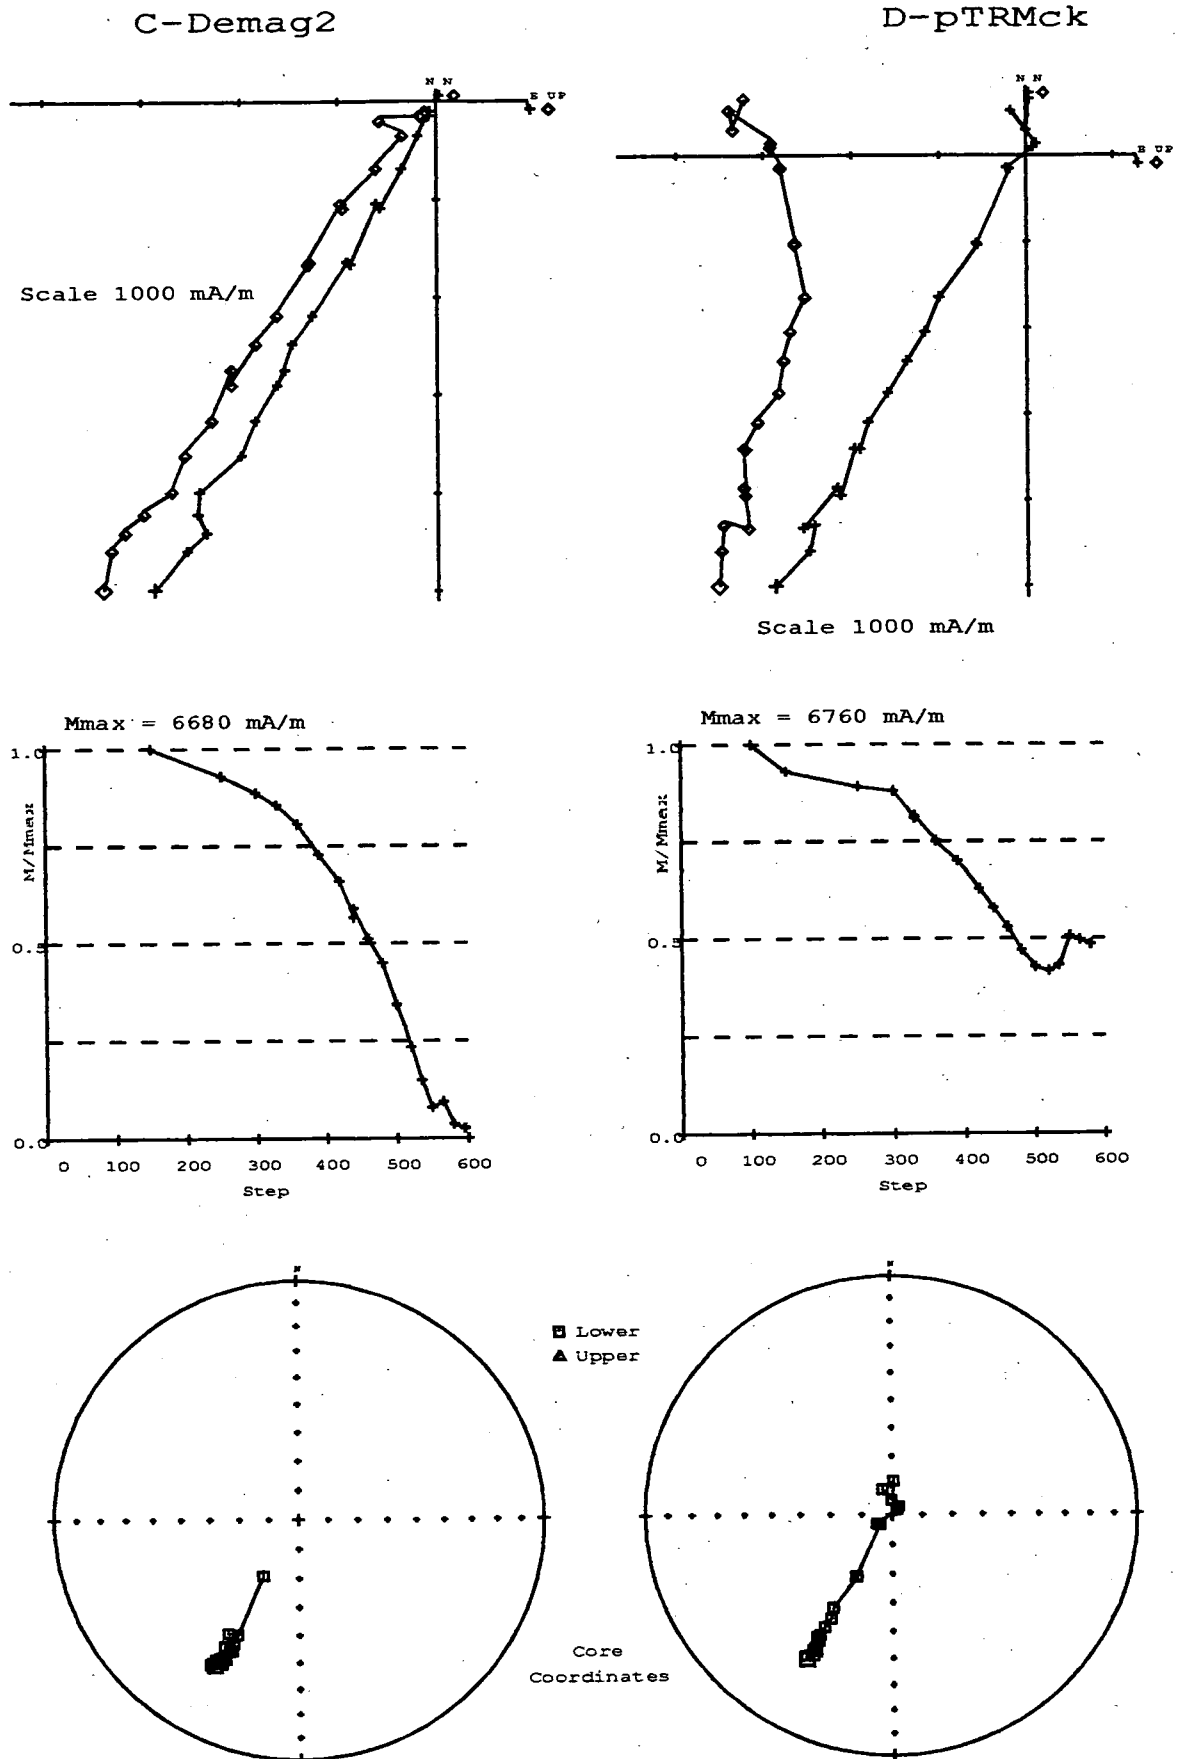 C-Demag2
D-pTRMck
N N
E UP
N N
E UP
Scale 1000 mA/m
Scale 1000 mA/m
Mmax = 6680 mA/m
Mmax = 6760 mA/m
1.0
M/Mmax
0.5
0.0
0 100 200 300 400 500 600
Step
1.0
M/Mmax
0.5
0.0
0 100 200 300 400 500 600
Step
N
N
Lower
Upper
Core
Coordinates